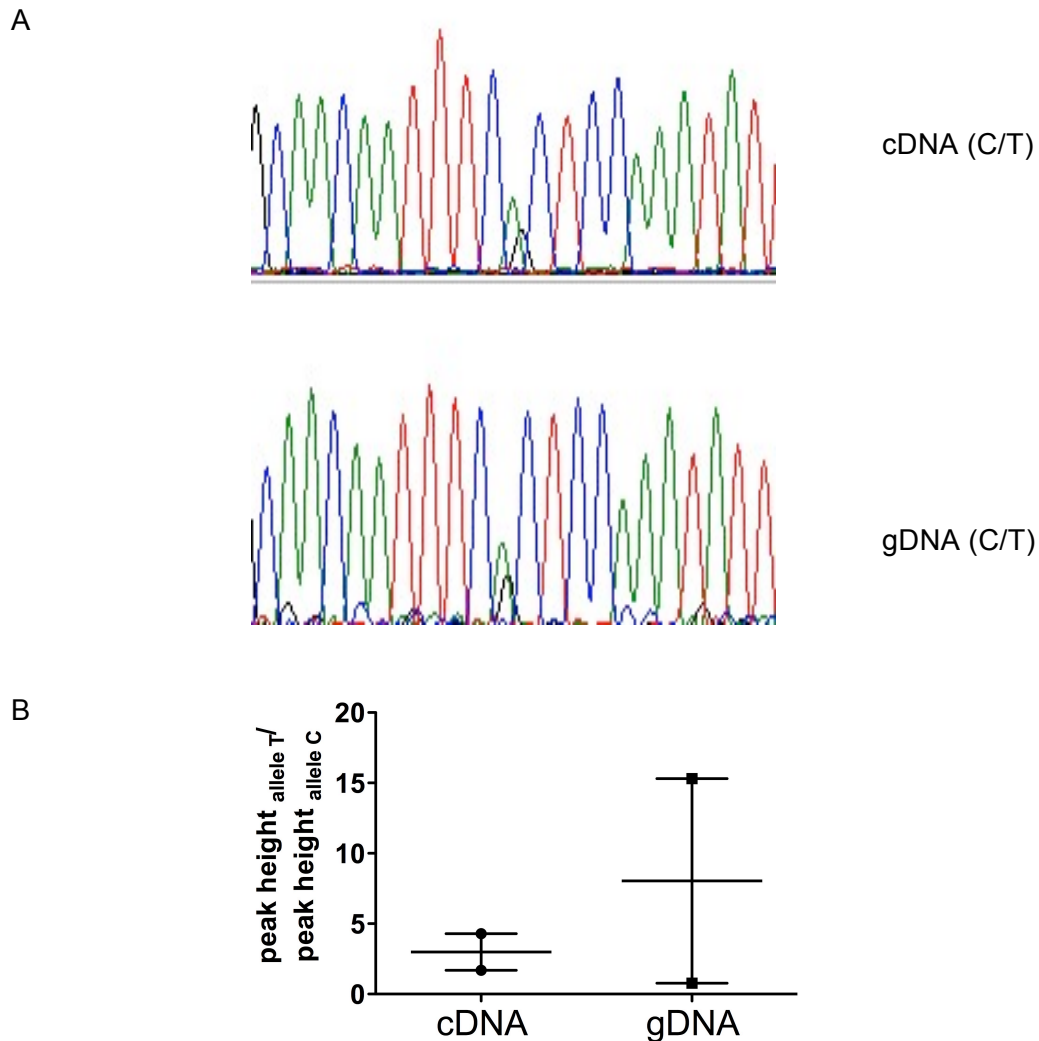 A
cDNA (C/T)
gDNA (C/T)
B
peak height allele T/
peak height allele C
20
15
10
5
0
cDNA
gDNA